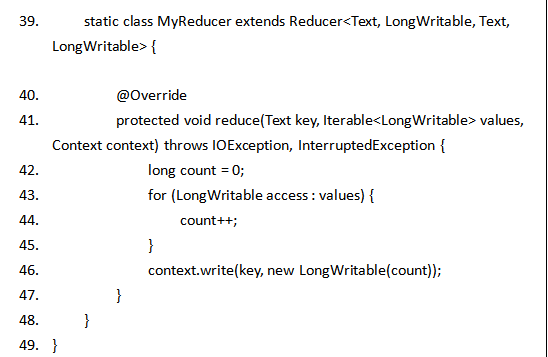 39. static class MyReducer extends Reducer<Text, LongWritable, Text,
LongWritable> {
40. @Override
41. protected void reduce(Text key, Iterable<LongWritable> values,
Context context) throws IOException, InterruptedException {
42. long count = 0;
43. for (LongWritable access : values) {
44. count++;
45. }
46. context.write(key, new LongWritable(count));
47. }
48. }
49. }